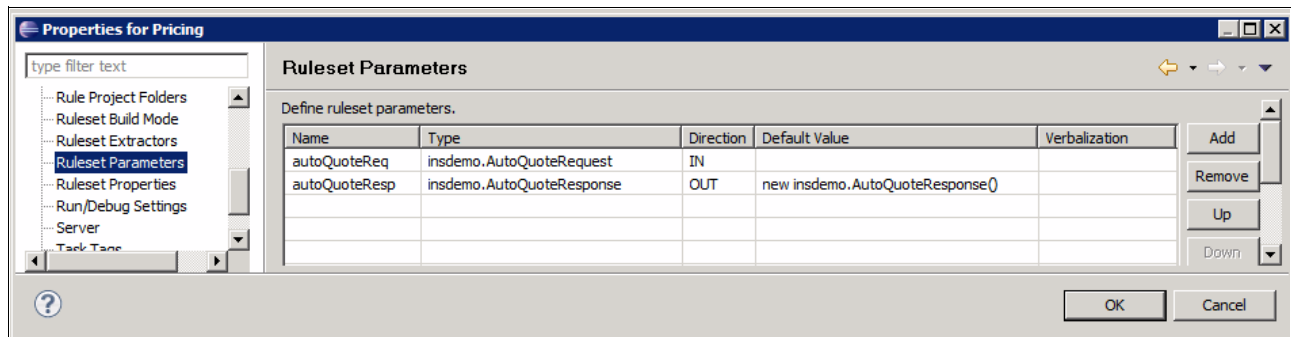 Properties for Pricing
type filter text
Rule Project Folders
Ruleset Build Mode
Ruleset Extractors
Ruleset Parameters
Ruleset Properties
Run/Debug Settings
Server
Task Tags
Ruleset Parameters
Define ruleset parameters.
Name Type Direction Default Value Verbalization
autoQuoteReq insdemo.AutoQuoteRequest IN
autoQuoteResp insdemo.AutoQuoteResponse OUT new insdemo.AutoQuoteResponse()
Add
Remove
Up
Down
?
OK Cancel